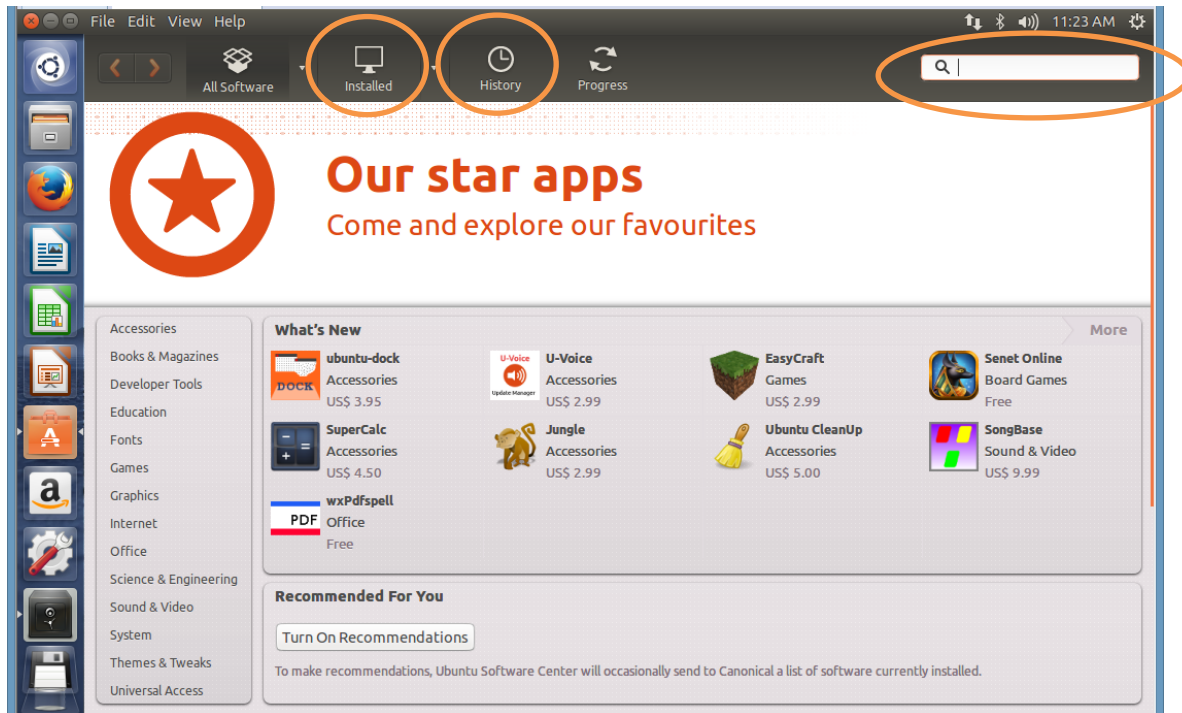 File Edit View Help
11:23 AM
All Software
Installed
History
Progress
Our star apps
Come and explore our favourites
Accessories
Books & Magazines
Developer Tools
Education
Fonts
Games
Graphics
Internet
Office
Science & Engineering
Sound & Video
System
Themes & Tweaks
Universal Access
What's New
More
DOCK
ubuntu-dock
Accessories
US$ 3.95
U-Voice
Update Manager
U-Voice
Accessories
US$ 2.99
EasyCraft
Games
US$ 2.99
Senet Online
Board Games
Free
SuperCalc
Accessories
US$ 4.50
Jungle
Accessories
US$ 2.99
Ubuntu CleanUp
Accessories
US$ 5.00
SongBase
Sound & Video
US$ 9.99
PDF
wxPdfspell
Office
Free
Recommended For You
Turn On Recommendations
To make recommendations, Ubuntu Software Center will occasionally send to Canonical a list of software currently installed.